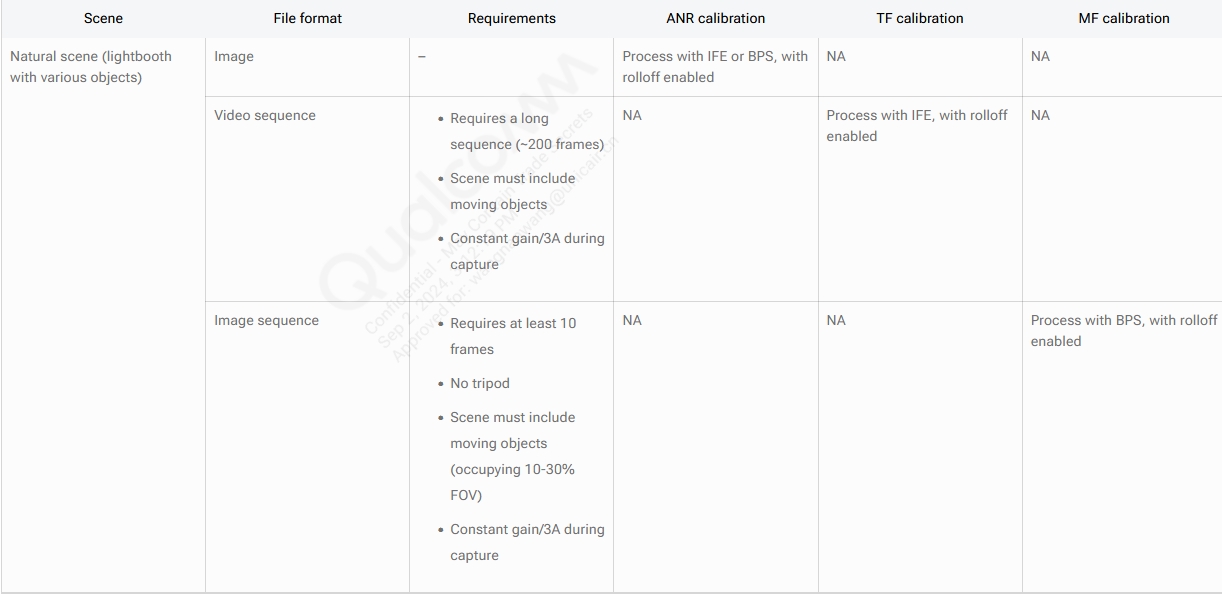 Scene
File format
Requirements
ANR calibration
TF calibration
MF calibration
Natural scene (lightbooth
with various objects)
Image
–
Process with IFE or BPS, with
rolloff enabled
NA
NA
Video sequence
• Requires a long
sequence (~200 frames)
• Scene must include
moving objects
• Constant gain/3A during
capture
NA
Process with IFE, with rolloff
enabled
NA
Image sequence
• Requires at least 10
frames
• No tripod
• Scene must include
moving objects
(occupying 10-30%
FOV)
• Constant gain/3A during
capture
NA
NA
Process with BPS, with rolloff
enabled
Qualcomm
Confidential - May Contain Trade Secrets
Sep 2, 2024, PM
Approved for: